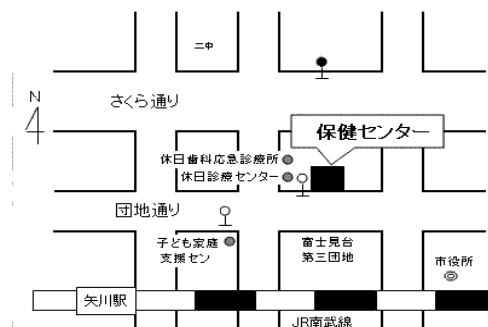 二中
N
さくら通り
保健センター
休日歯科応急診療所
休日診療センター
団地通り
子ども家庭
支援セン
富士見台
第三団地
市役所
矢川駅
JR南武線